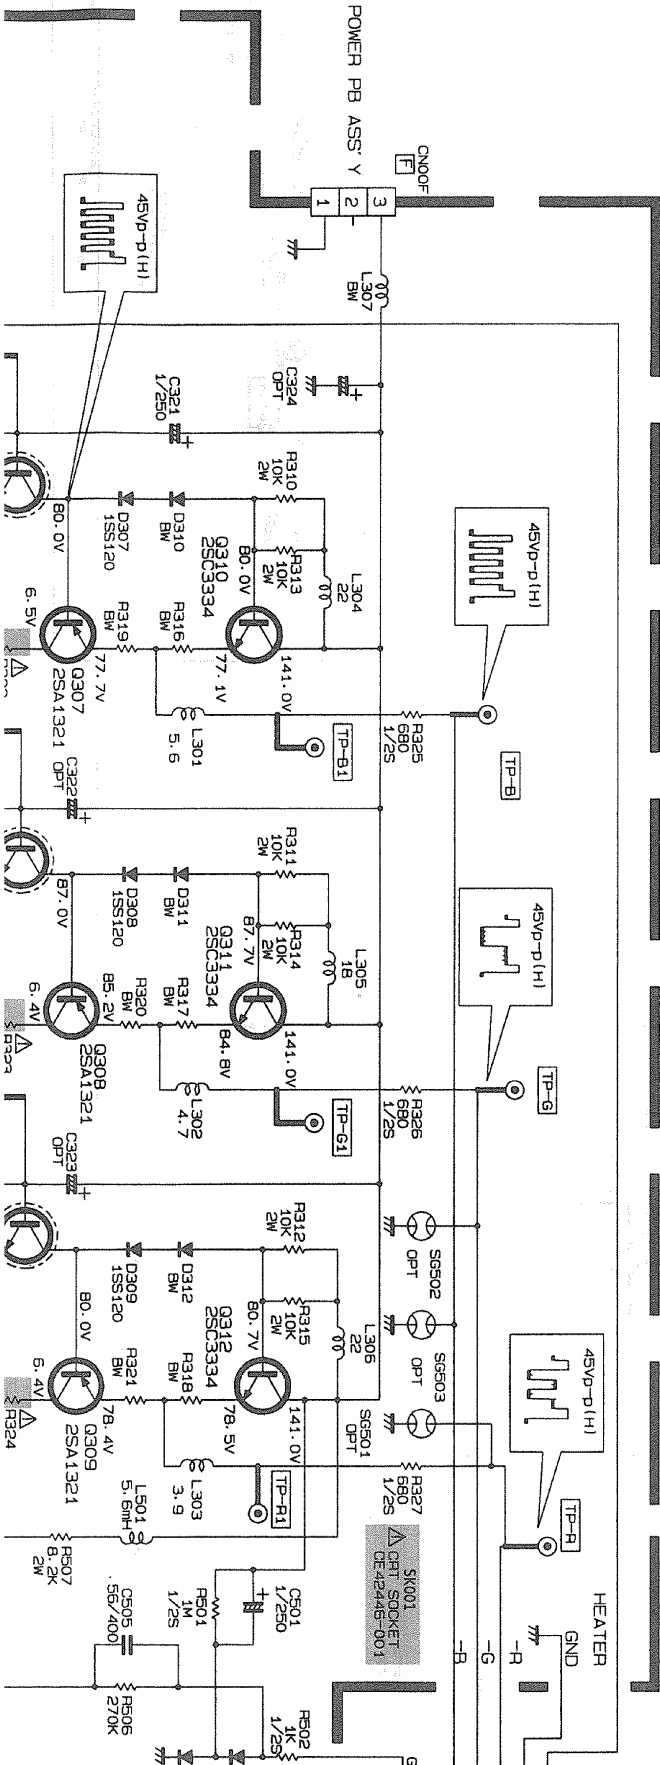 POWER PB ASS'Y
CN00F
F
1
2
3
L307
BW
45Vp-p(H)
C324
OPT
C321
1/250
R310
10K
2W
R313
10K
2W
L304
22
D307
1SS120
D310
BW
Q310
2SC3334
80.0V
80.0V
141.0V
77.1V
R316
BW
R319
BW
77.7V
6.5V
Q307
2SA1321
L301
5.6
TP-B1
R325
680
1/2S
45Vp-p(H)
TP-B
C322
OPT
R311
10K
2W
R314
10K
2W
L305
18
D308
1SS120
D311
BW
Q311
2SC3334
87.0V
87.7V
141.0V
84.8V
R317
BW
R320
BW
85.2V
6.4V
Q308
2SA1321
R323
L302
4.7
TP-G1
R326
680
1/2S
45Vp-p(H)
TP-G
C323
OPT
R312
10K
2W
R315
10K
2W
L306
22
D309
1SS120
D312
BW
Q312
2SC3334
80.0V
80.7V
141.0V
78.5V
R318
BW
R321
BW
78.4V
6.4V
Q309
2SA1321
R324
L303
3.9
TP-R1
SG502
OPT
SG503
OPT
SG501
OPT
R327
680
1/2S
45Vp-p(H)
TP-R
L501
5.6mH
R507
8.2K
2W
C501
1/250
R501
1M
1/2S
C505
.56/400
R506
270K
R502
1K
1/2S
SK001
CRT SOCKET
CE42446-001
HEATER
GND
-R
-G
-B
G